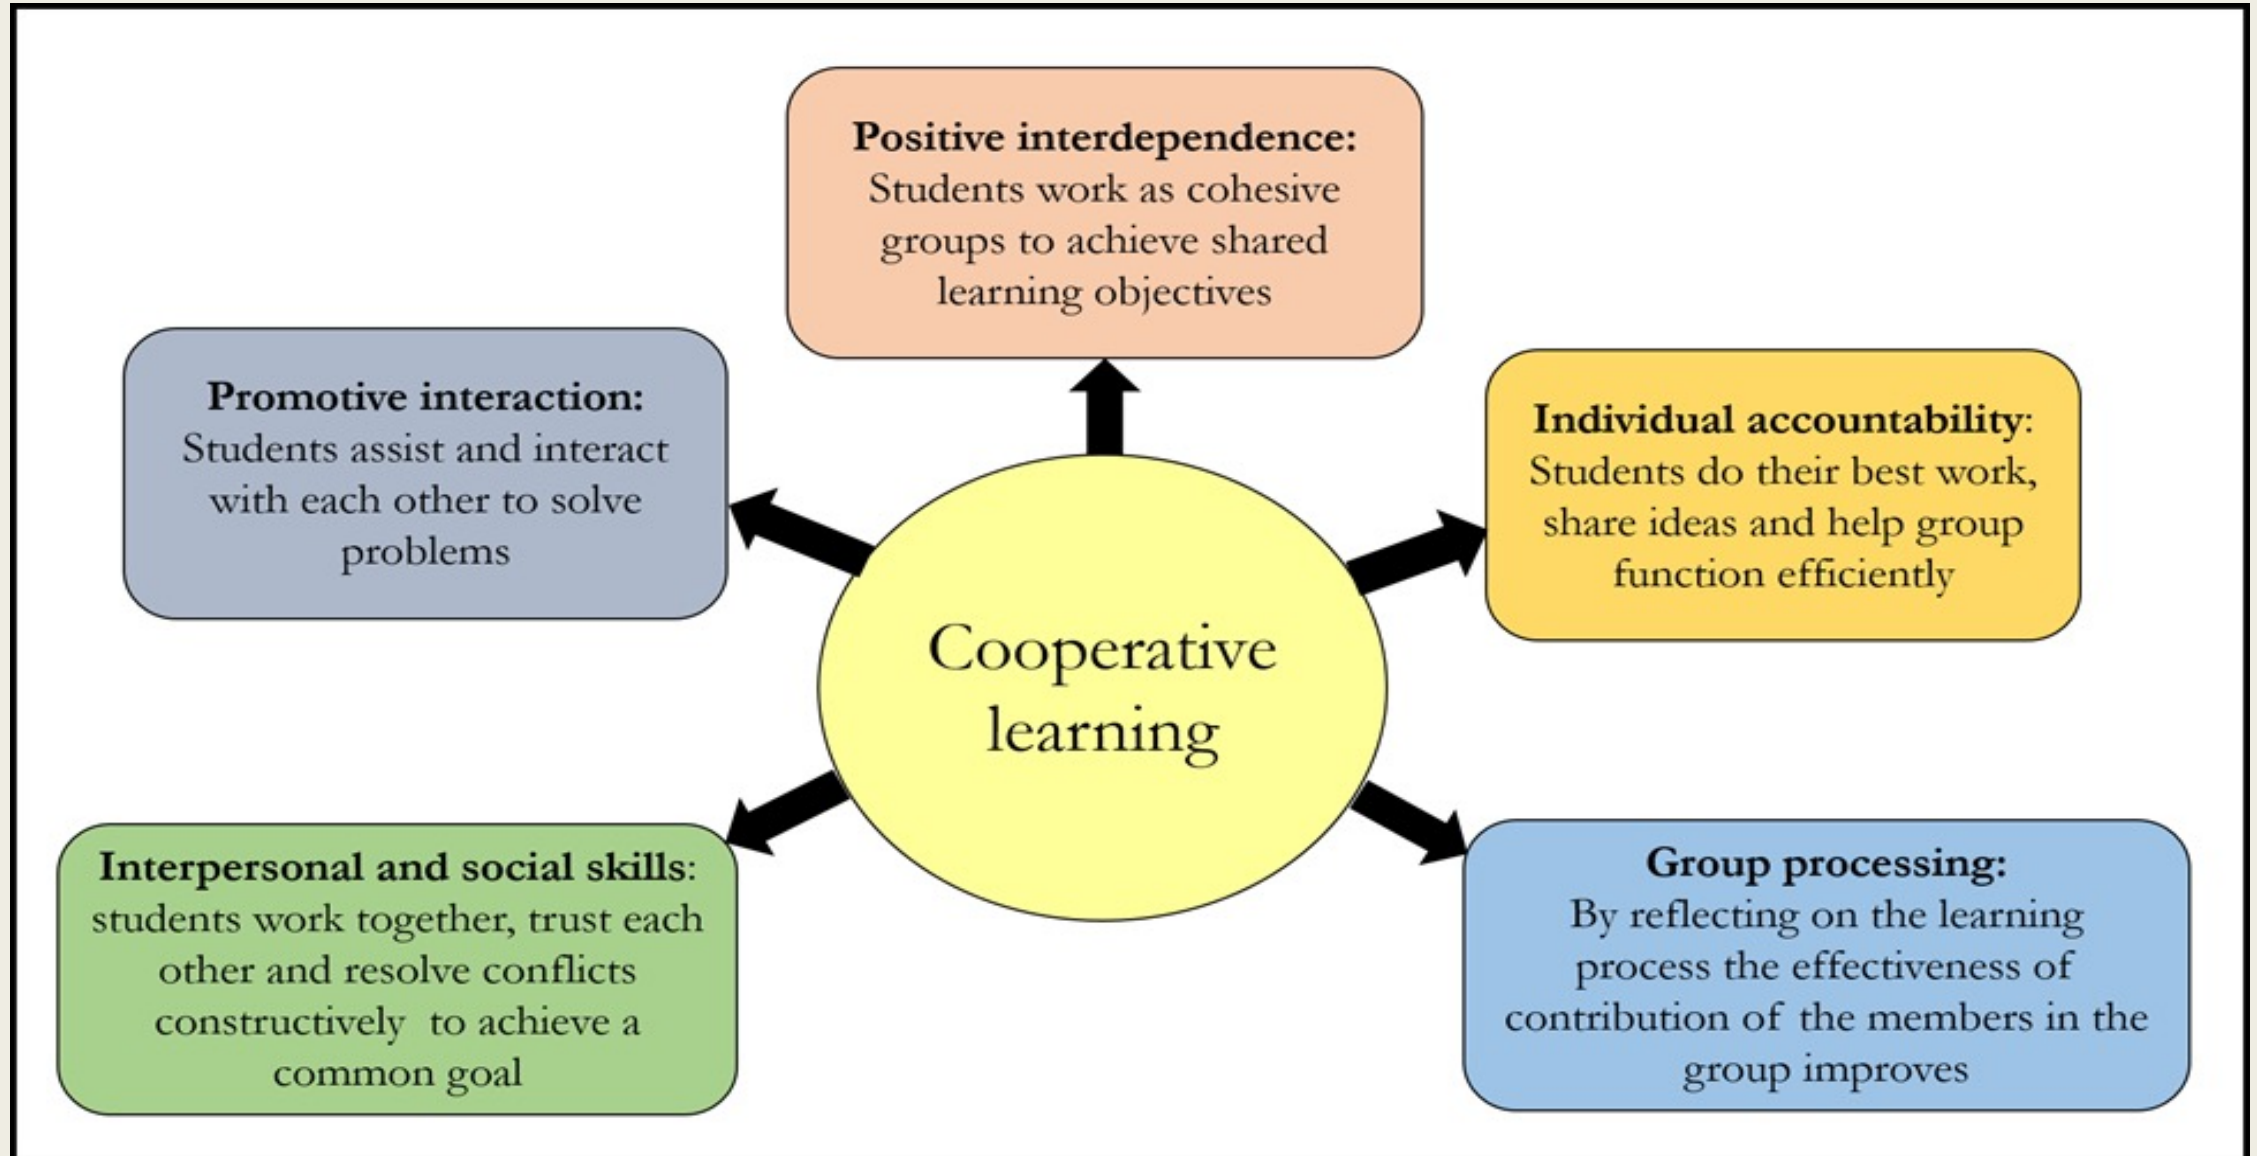 Positive interdependence:
Students work as cohesive
groups to achieve shared
learning objectives
Promotive interaction:
Students assist and interact
with each other to solve
problems
Individual accountability:
Students do their best work,
share ideas and help group
function efficiently
Cooperative
learning
Interpersonal and social skills:
students work together, trust each
other and resolve conflicts
constructively to achieve a
common goal
Group processing:
By reflecting on the learning
process the effectiveness of
contribution of the members in the
group improves